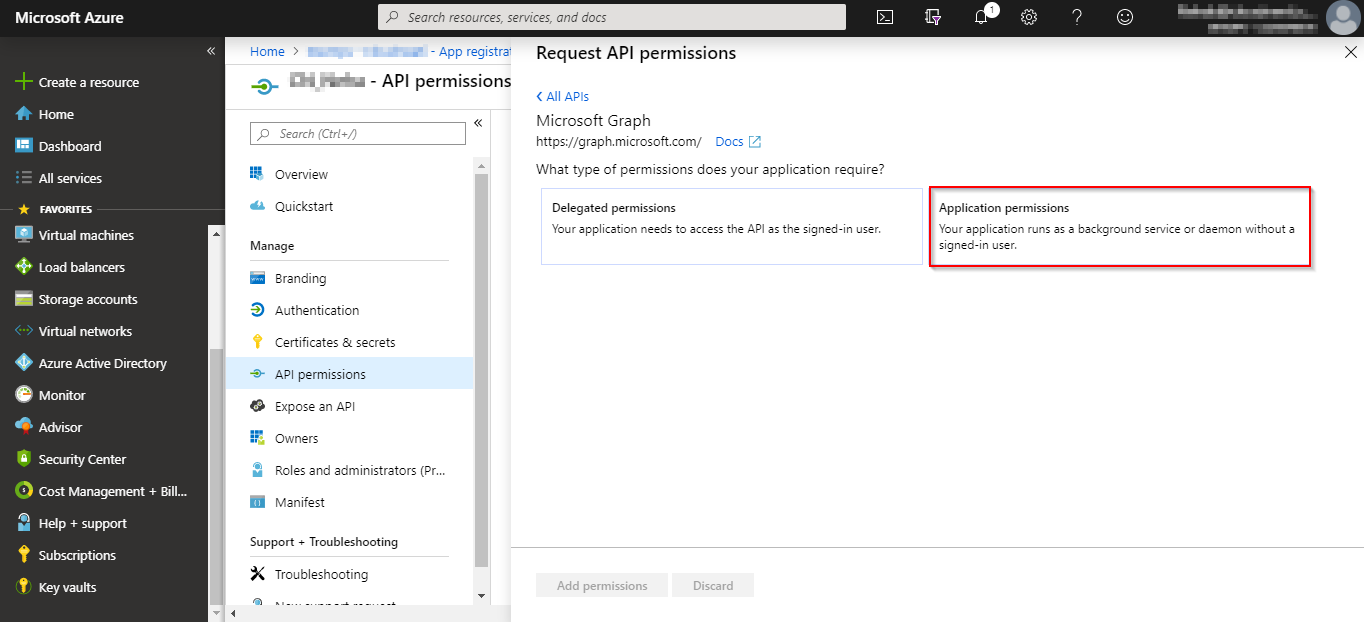 Microsoft Azure
Search resources, services, and docs
1
«
Create a resource
Home
Dashboard
All services
FAVORITES
Virtual machines
Load balancers
Storage accounts
Virtual networks
Azure Active Directory
Monitor
Advisor
Security Center
Cost Management + Bill...
Help + support
Subscriptions
Key vaults
Home > - App registrat
- API permissions
Search (Ctrl+/)
«
Overview
Quickstart
Manage
Branding
Authentication
Certificates & secrets
API permissions
Expose an API
Owners
Roles and administrators (Pr...
Manifest
Support + Troubleshooting
Troubleshooting
New support request
Request API permissions
All APIs
Microsoft Graph
https://graph.microsoft.com/ Docs
What type of permissions does your application require?
Delegated permissions
Your application needs to access the API as the signed-in user.
Application permissions
Your application runs as a background service or daemon without a
signed-in user.
Add permissions
Discard